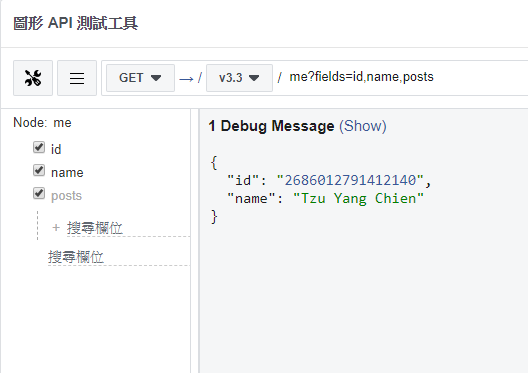 圖形 API 測試工具
GET → / v3.3 / me?fields=id,name,posts
Node: me
id
name
posts
+ 搜尋欄位
搜尋欄位
1 Debug Message (Show)
{
"id": "2686012791412140",
"name": "Tzu Yang Chien"
}